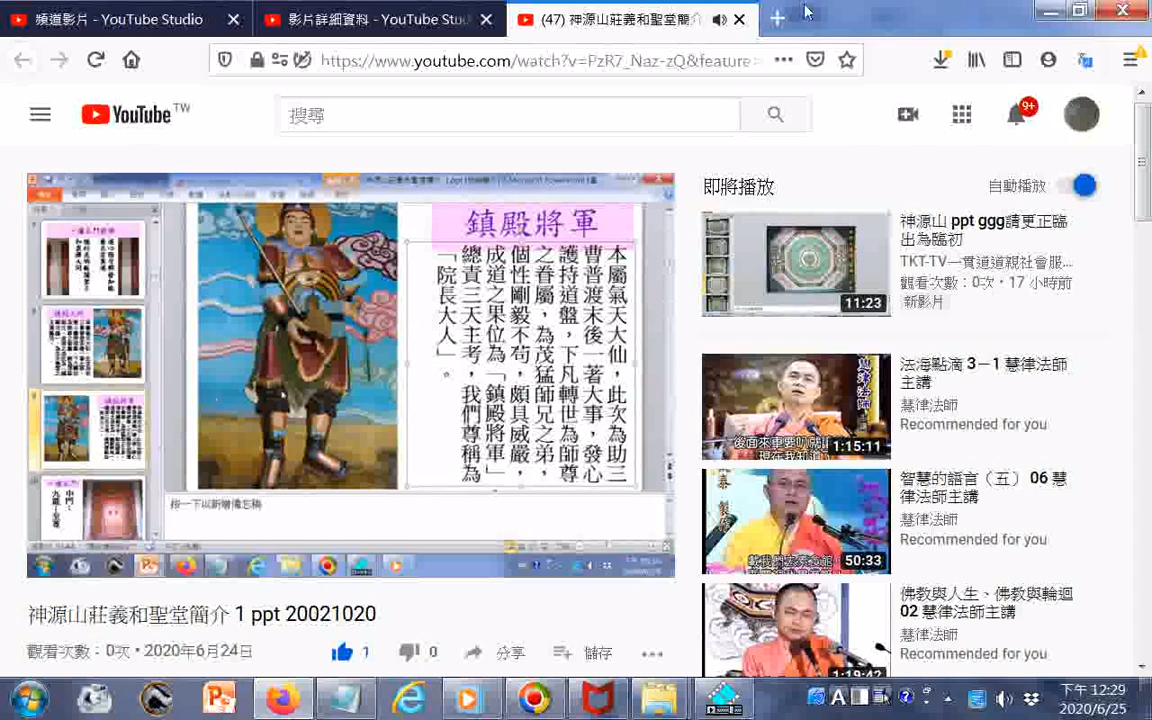 頻道影片 - YouTube Studio
影片詳細資料 - YouTube Stu
(47) 神源山莊義和聖堂簡介
https://www.youtube.com/watch?v=PzR7_Naz-zQ&feature=
YouTube TW
搜尋
9+
鎮殿將軍
本屬氣天大仙，此次為助三
曹普渡末後一著大事，發心
護持道盤，下凡轉世為師尊
之眷屬，為茂猛師兄之弟，
個性剛毅不苟，頗具威嚴，
成道之果位為「鎮殿將軍」
總責三天主考，我們尊稱為
「院長大人」。
按一下以新增備忘稿
神源山莊義和聖堂簡介 1 ppt 20021020
觀看次數：0次 • 2020年6月24日
1
0
分享
儲存
即將播放
自動播放
神源山 ppt ggg請更正臨
出為臨初
TKT-TV—貫道道親社會服...
觀看次數：0次 • 17 小時前
新影片
11:23
法海點滴 3－1 慧律法師
主講
慧律法師
Recommended for you
慧律法師
1:15:11
智慧的語言（五） 06 慧
律法師主講
慧律法師
Recommended for you
50:33
佛教與人生、佛教與輪迴
02 慧律法師主講
慧律法師
Recommended for you
1:19:42
下午 12:29
2020/6/25